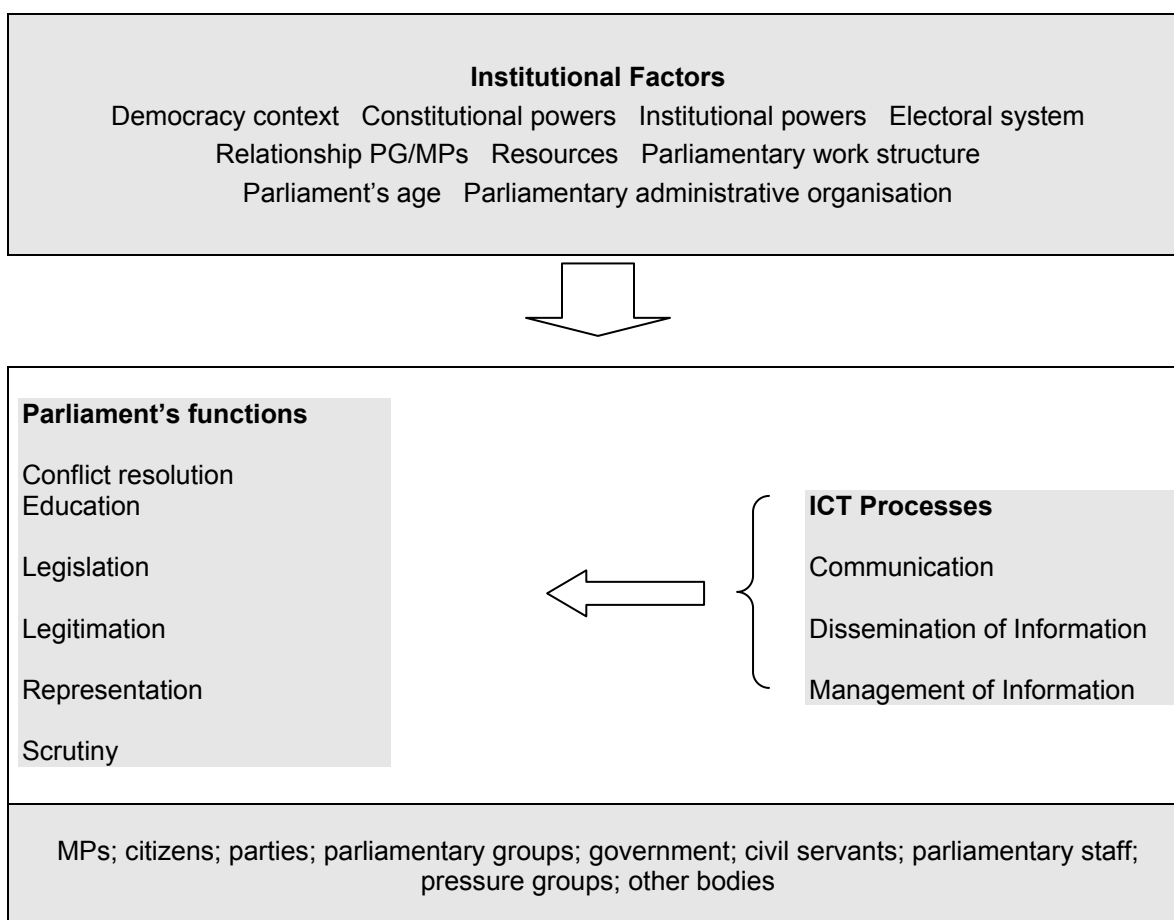 Institutional Factors
Democracy context Constitutional powers Institutional powers Electoral system
Relationship PG/MPs Resources Parliamentary work structure
Parliament's age Parliamentary administrative organisation
Parliament's functions
Conflict resolution
Education
Legislation
Legitimation
Representation
Scrutiny
ICT Processes
Communication
Dissemination of Information
Management of Information
MPs; citizens; parties; parliamentary groups; government; civil servants; parliamentary staff;
pressure groups; other bodies